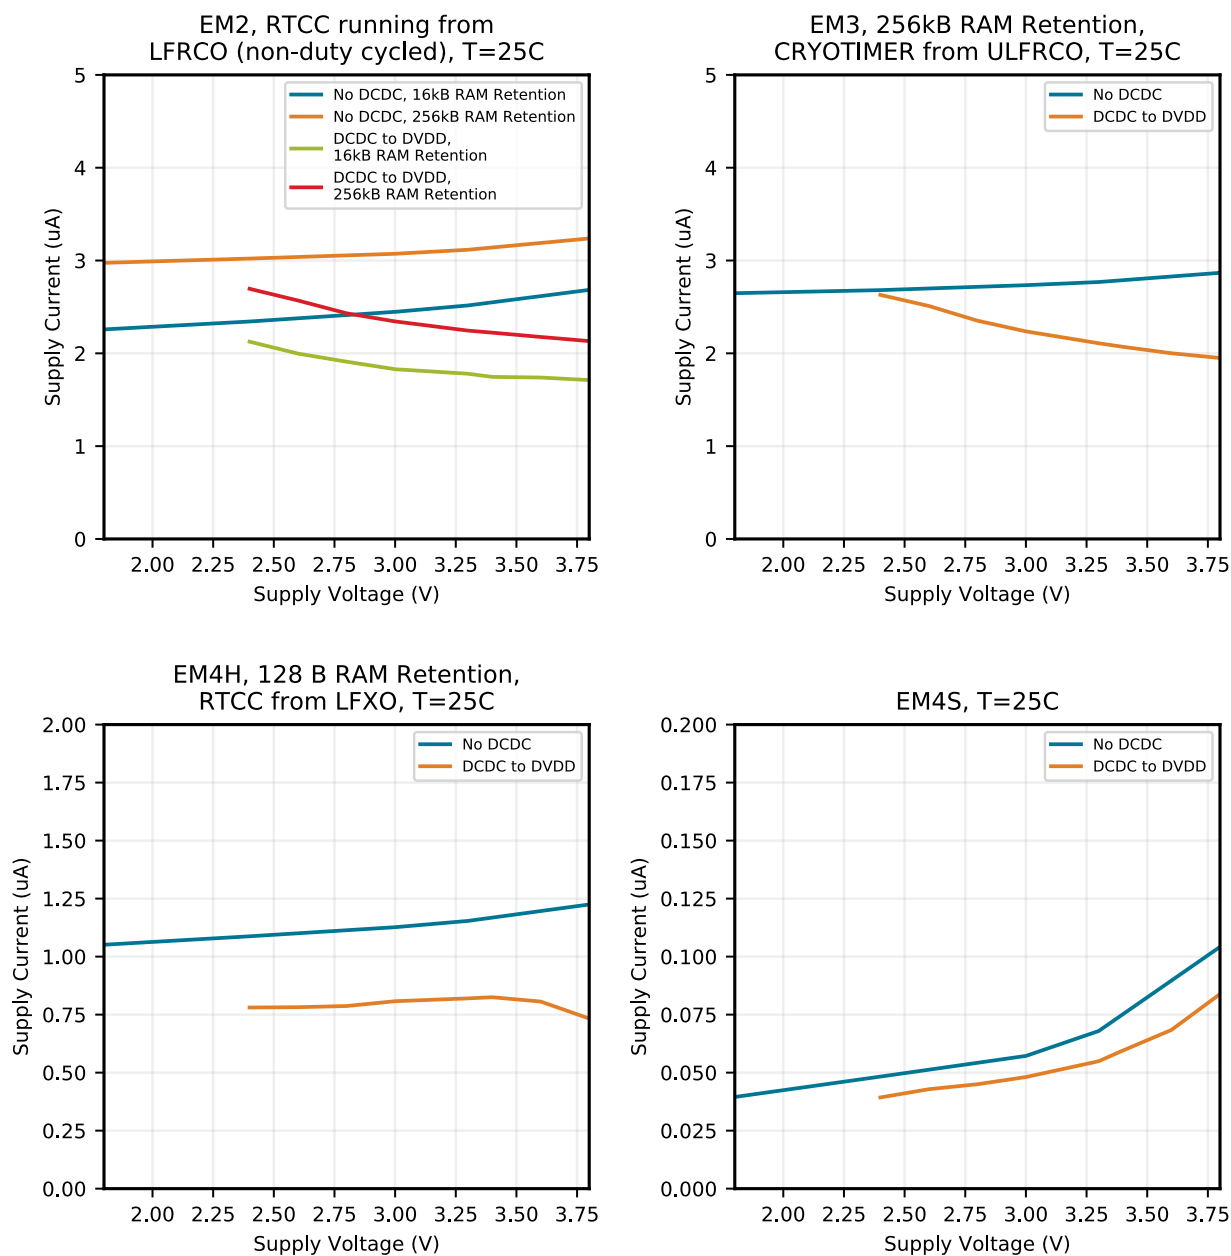 EM2, RTCC running from
LFRCO (non-duty cycled), T=25C
5
4
3
2
1
0
Supply Current (uA)
No DCDC, 16kB RAM Retention
No DCDC, 256kB RAM Retention
DCDC to DVDD,
16kB RAM Retention
DCDC to DVDD,
256kB RAM Retention
2.00 2.25 2.50 2.75 3.00 3.25 3.50 3.75
Supply Voltage (V)
EM3, 256kB RAM Retention,
CRYOTIMER from ULFRCO, T=25C
5
4
3
2
1
0
Supply Current (uA)
No DCDC
DCDC to DVDD
2.00 2.25 2.50 2.75 3.00 3.25 3.50 3.75
Supply Voltage (V)
EM4H, 128 B RAM Retention,
RTCC from LFXO, T=25C
2.00
1.75
1.50
1.25
1.00
0.75
0.50
0.25
0.00
Supply Current (uA)
No DCDC
DCDC to DVDD
2.00 2.25 2.50 2.75 3.00 3.25 3.50 3.75
Supply Voltage (V)
EM4S, T=25C
0.200
0.175
0.150
0.125
0.100
0.075
0.050
0.025
0.000
Supply Current (uA)
No DCDC
DCDC to DVDD
2.00 2.25 2.50 2.75 3.00 3.25 3.50 3.75
Supply Voltage (V)